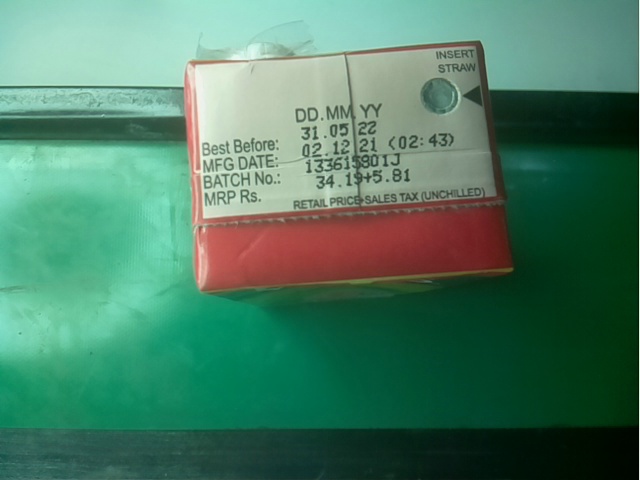 INSERT
STRAW
DD.MM.YY
31.05 22
Best Before: 02.12 21 (02:43)
MFG DATE: 133615801J
BATCH No.: 34.19+5.81
MRP Rs.
RETAIL PRICE+SALES TAX (UNCHILLED)